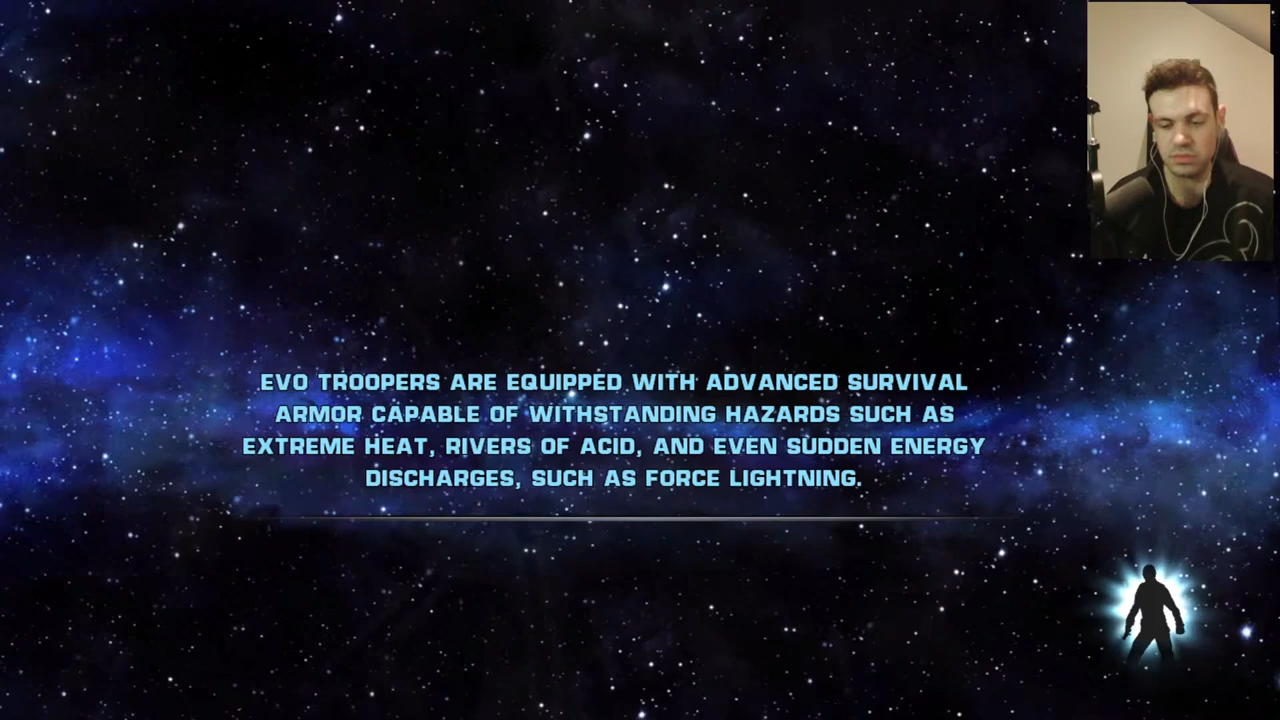 EVO TROOPERS ARE EQUIPPED WITH ADVANCED SURVIVAL
ARMOR CAPABLE OF WITHSTANDING HAZARDS SUCH AS
EXTREME HEAT, RIVERS OF ACID, AND EVEN SUDDEN ENERGY
DISCHARGES, SUCH AS FORCE LIGHTNING.